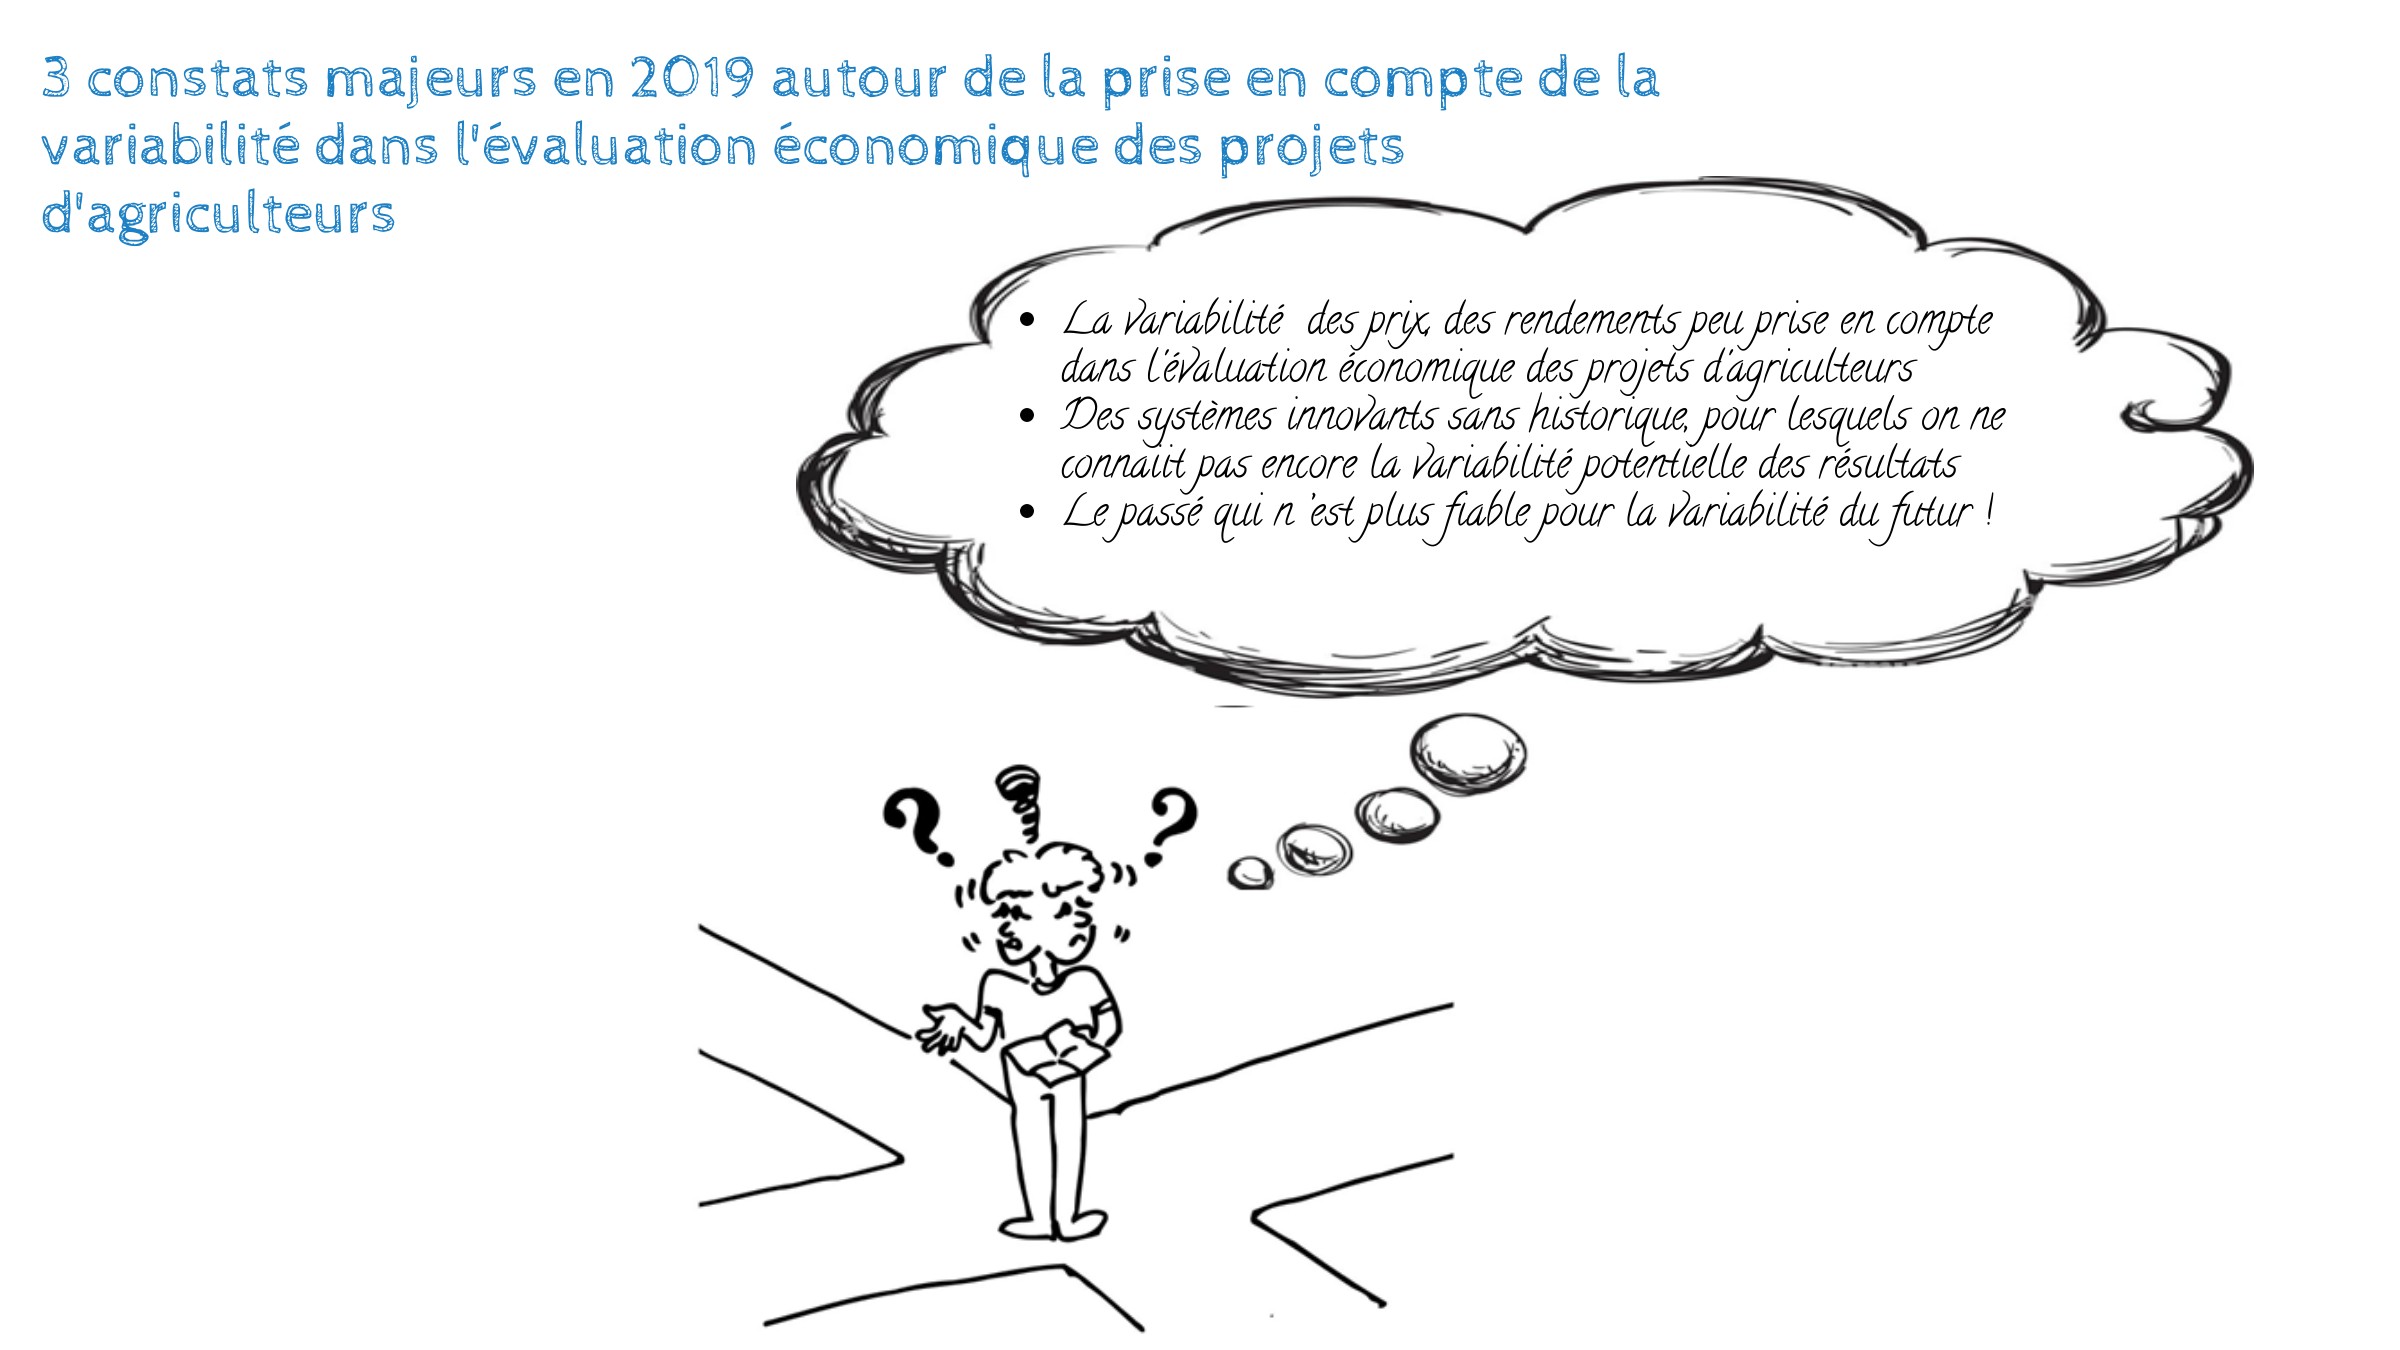 3 constats majeurs en 2019 autour de la prise en compte de la
variabilité dans l'évaluation économique des projets
d'agriculteurs
• La variabilité  des prix, des rendements peu prise en compte
dans l'évaluation économique des projets d'agriculteurs
• Des systèmes innovants sans historique, pour lesquels on ne
connaiit pas encore la variabilité potentielle des résultats
• Le passé qui n 'est plus fiable pour la variabilité du futur !
? ?